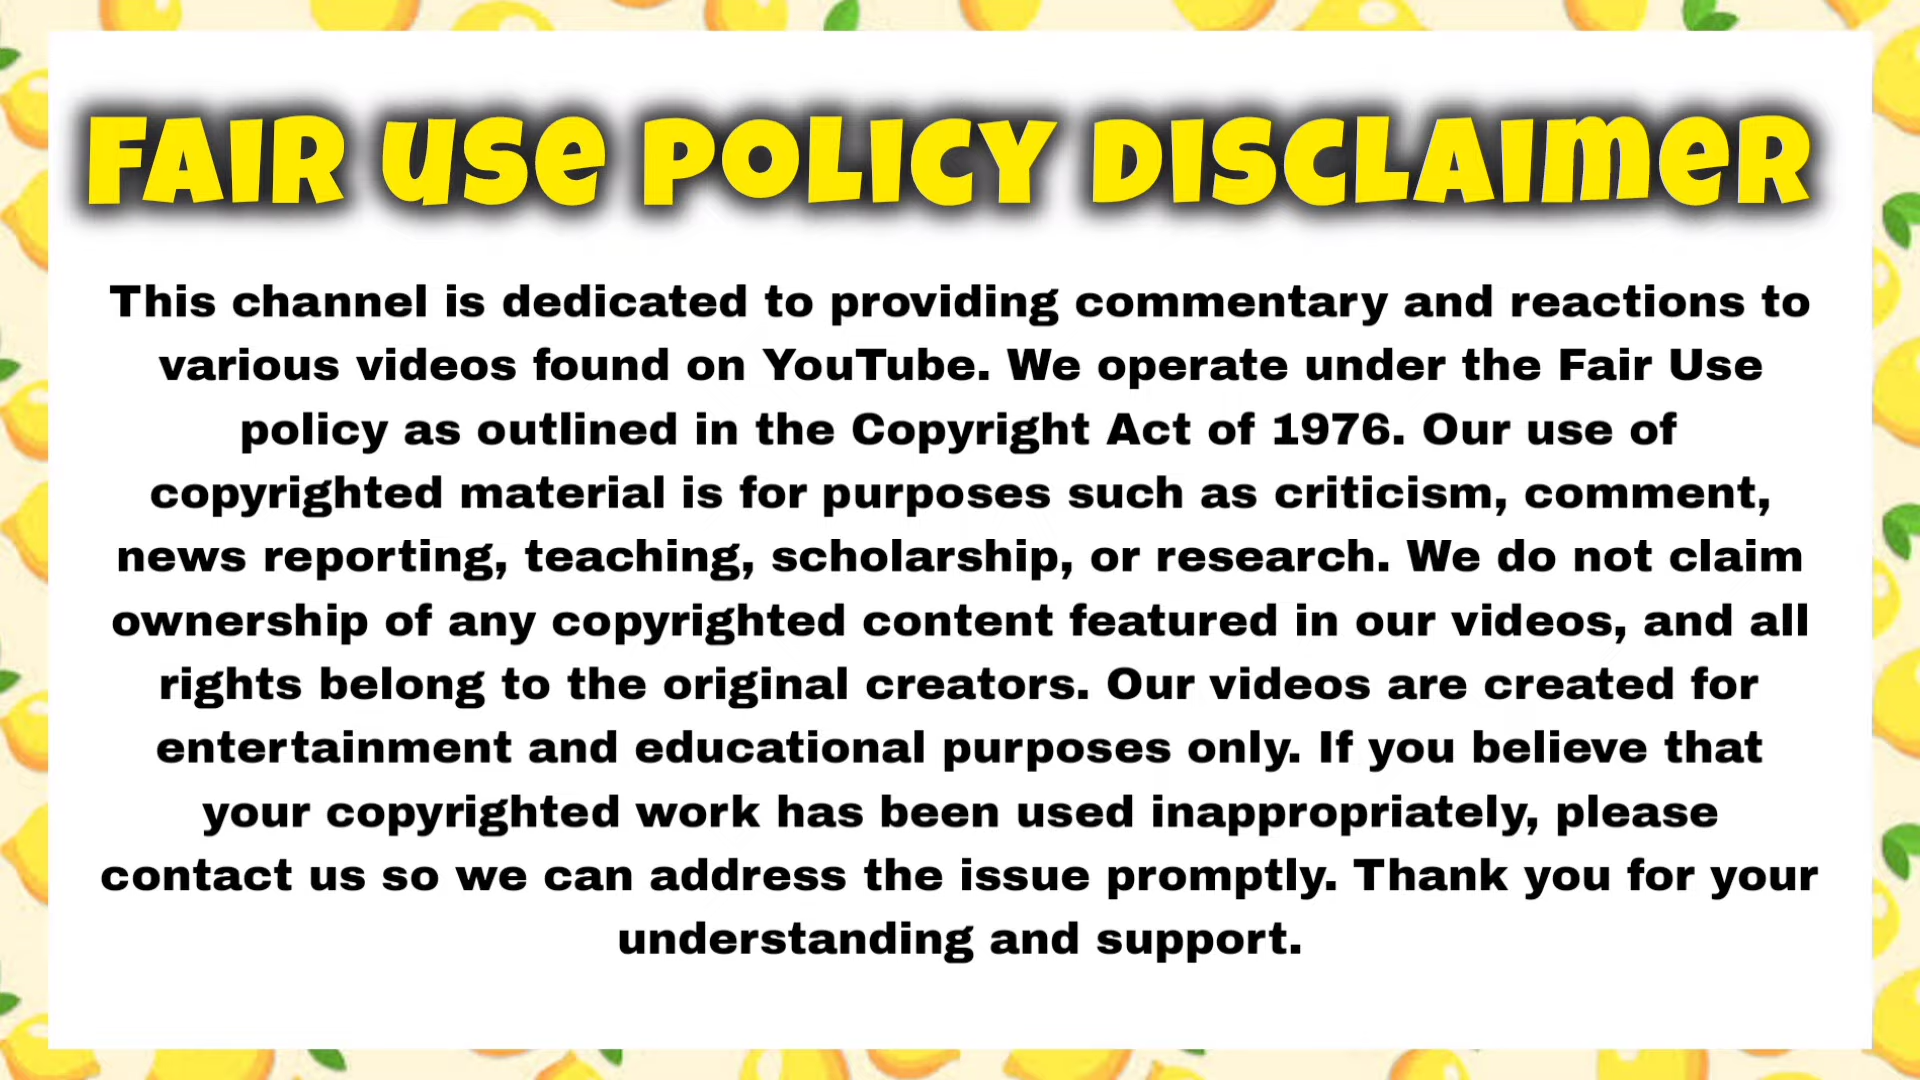 FAIR USE POLICY DISCLAIMER
This channel is dedicated to providing commentary and reactions to
various videos found on YouTube. We operate under the Fair Use
policy as outlined in the Copyright Act of 1976. Our use of
copyrighted material is for purposes such as criticism, comment,
news reporting, teaching, scholarship, or research. We do not claim
ownership of any copyrighted content featured in our videos, and all
rights belong to the original creators. Our videos are created for
entertainment and educational purposes only. If you believe that
your copyrighted work has been used inappropriately, please
contact us so we can address the issue promptly. Thank you for your
understanding and support.